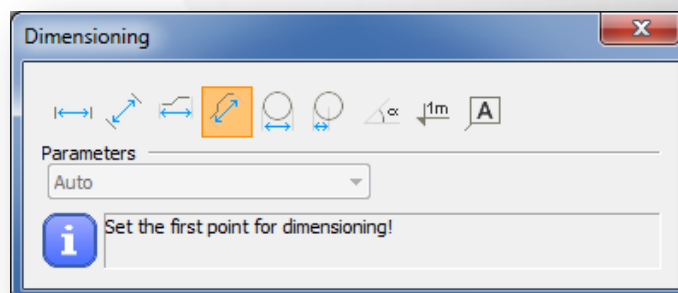 Dimensioning
α
1m
A
Parameters
Auto
Set the first point for dimensioning!